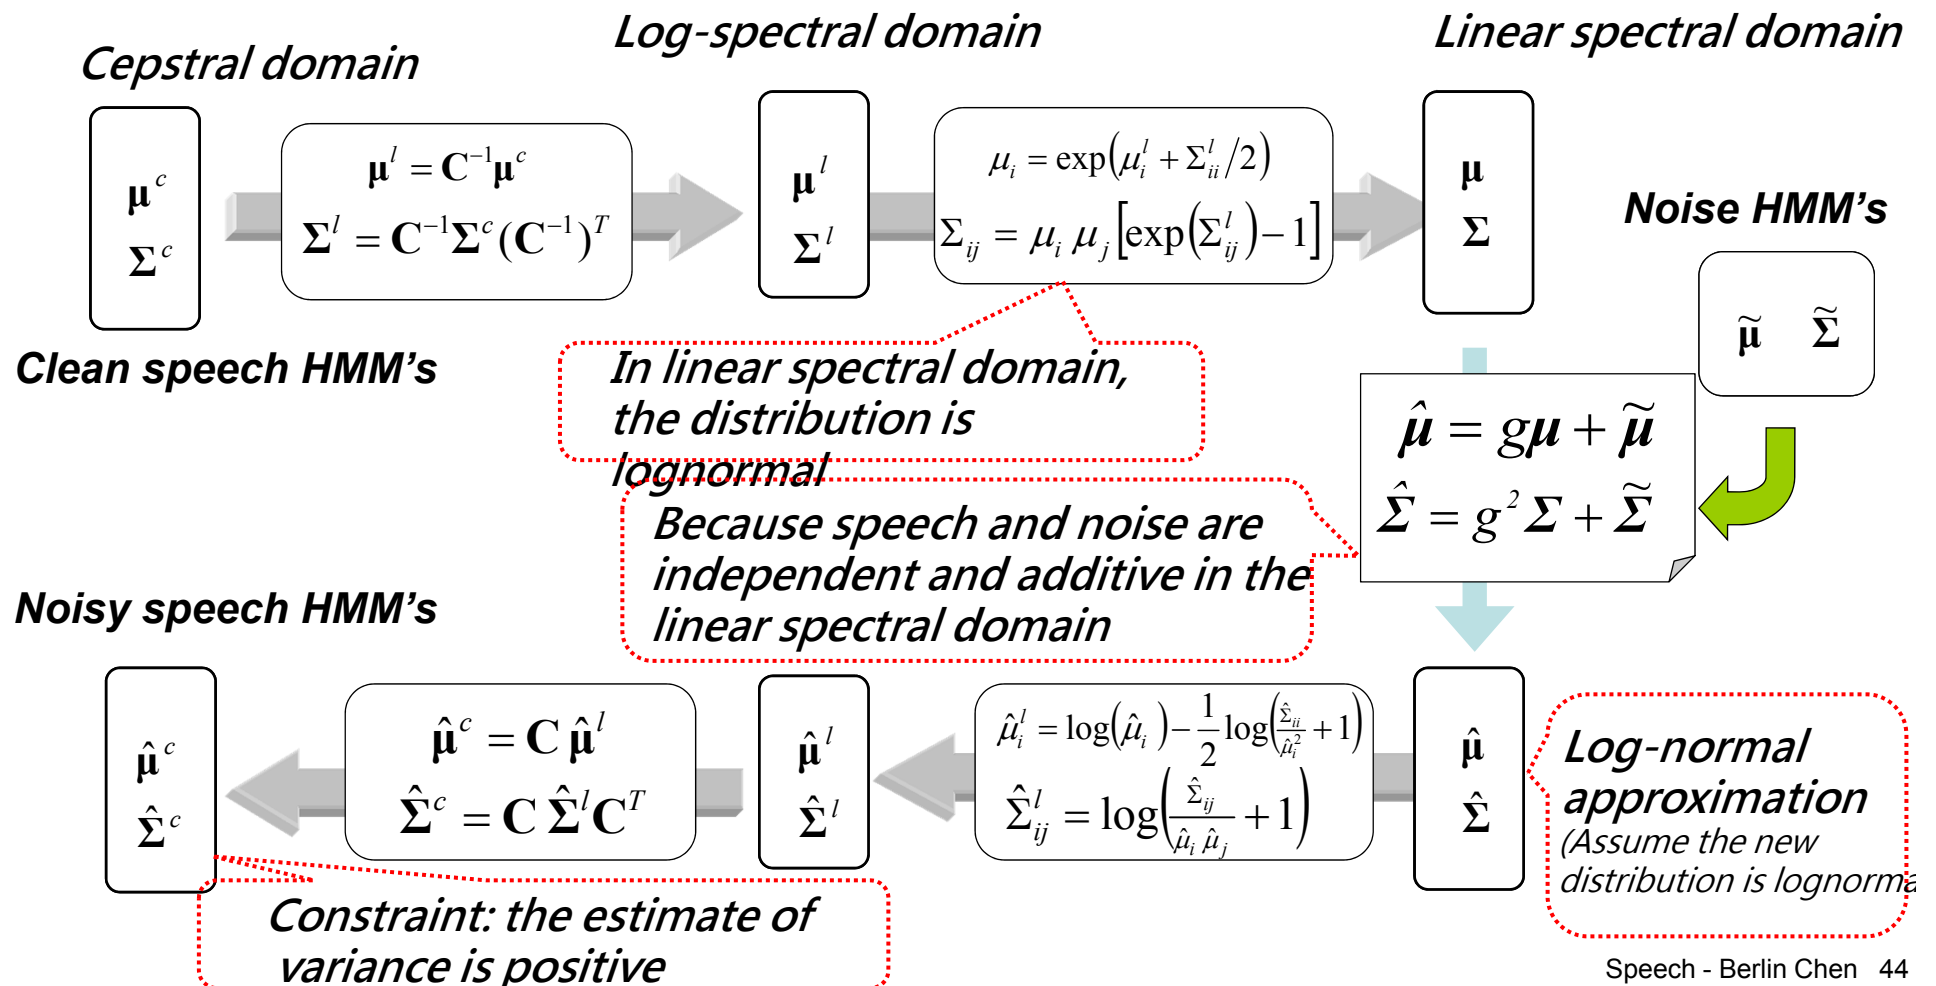 Cepstral domain
Log-spectral domain
Linear spectral domain
μ^c
Σ^c
μ^l = C^{-1}μ^c
Σ^l = C^{-1}Σ^c(C^{-1})^T
μ^l
Σ^l
μ_i = exp(μ_i^l + Σ_ii^l/2)
Σ_ij = μ_i μ_j [exp(Σ_ij^l) − 1]
μ
Σ
Noise HMM's
μ̃ Σ̃
Clean speech HMM's
In linear spectral domain,
the distribution is
lognormal
μ̂ = gμ + μ̃
Σ̂ = g²Σ + Σ̃
Because speech and noise are
independent and additive in the
linear spectral domain
Noisy speech HMM's
μ̂^c
Σ̂^c
μ̂^c = C μ̂^l
Σ̂^c = C Σ̂^l C^T
μ̂^l
Σ̂^l
μ̂_i^l = log(μ̂_i) − 1/2 log(Σ̂_ii/μ̂_i^2 + 1)
Σ̂_ij^l = log(Σ̂_ij/(μ̂_i μ̂_j) + 1)
μ̂
Σ̂
Log-normal
approximation
(Assume the new
distribution is lognorma
Constraint: the estimate of
variance is positive
Speech - Berlin Chen 44